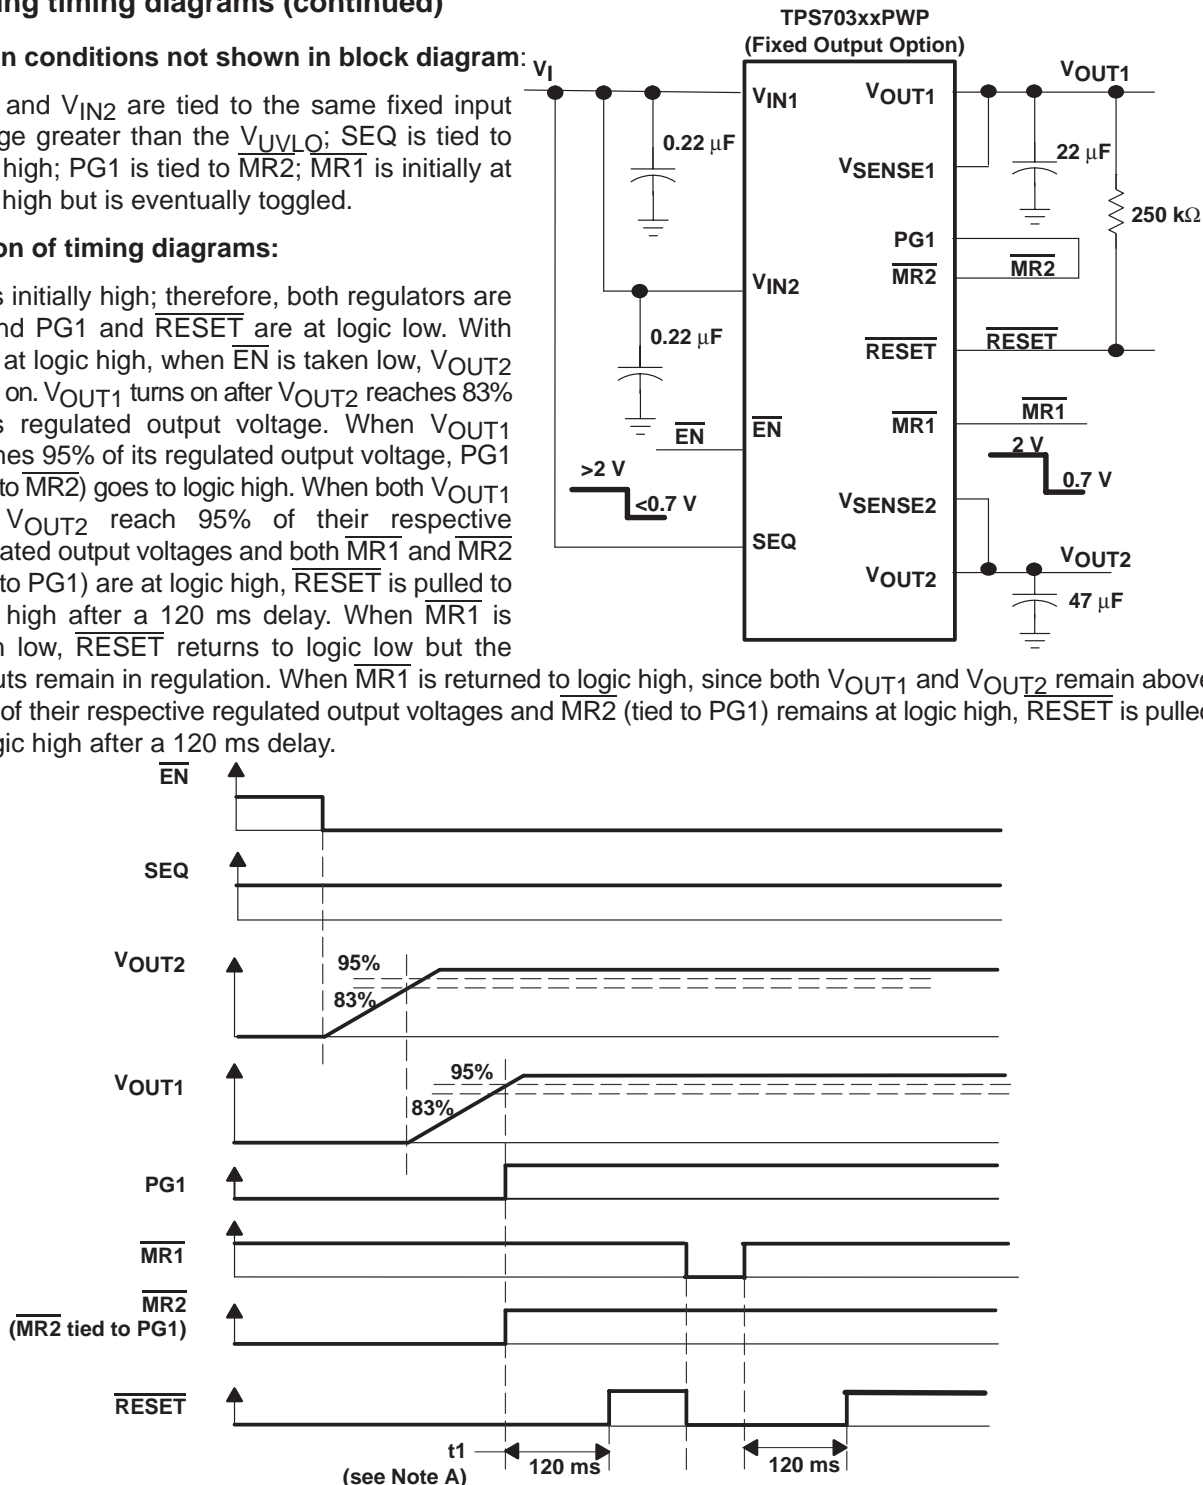 ing timing diagrams (continued)
n conditions not shown in block diagram:
and VIN2 are tied to the same fixed input
ge greater than the VUVLO; SEQ is tied to
high; PG1 is tied to MR2; MR1 is initially at
high but is eventually toggled.
on of timing diagrams:
s initially high; therefore, both regulators are
nd PG1 and RESET are at logic low. With
at logic high, when EN is taken low, VOUT2
on. VOUT1 turns on after VOUT2 reaches 83%
s regulated output voltage. When VOUT1
hes 95% of its regulated output voltage, PG1
to MR2) goes to logic high. When both VOUT1
VOUT2 reach 95% of their respective
ated output voltages and both MR1 and MR2
to PG1) are at logic high, RESET is pulled to
high after a 120 ms delay. When MR1 is
n low, RESET returns to logic low but the
uts remain in regulation. When MR1 is returned to logic high, since both VOUT1 and VOUT2 remain above
of their respective regulated output voltages and MR2 (tied to PG1) remains at logic high, RESET is pulled
gic high after a 120 ms delay.
TPS703xxPWP
(Fixed Output Option)
VI
VIN1
VOUT1
VOUT1
0.22 μF
VSENSE1
22 μF
250 kΩ
PG1
MR2
MR2
VIN2
0.22 μF
RESET
RESET
EN
EN
MR1
MR1
>2 V
<0.7 V
2 V
0.7 V
VSENSE2
SEQ
VOUT2
VOUT2
47 μF
EN
SEQ
VOUT2
95%
83%
VOUT1
95%
83%
PG1
MR1
MR2
(MR2 tied to PG1)
RESET
t1
(see Note A)
120 ms
120 ms